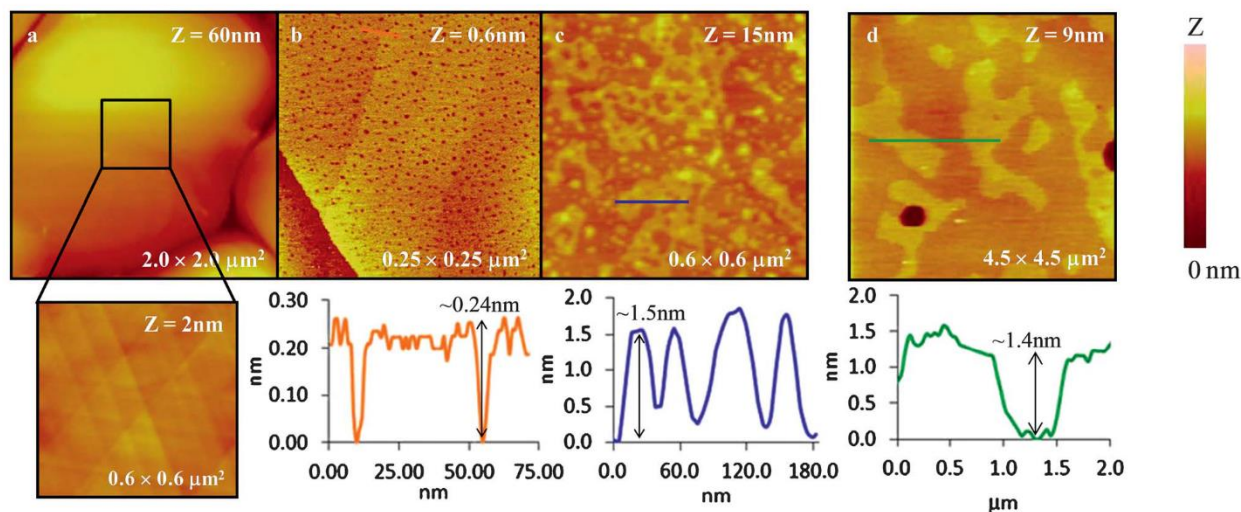 a
Z = 60nm
2.0 × 2.0 μm²
b
Z = 0.6nm
0.25 × 0.25 μm²
c
Z = 15nm
0.6 × 0.6 μm²
d
Z = 9nm
4.5 × 4.5 μm²
Z
0 nm
Z = 2nm
0.6 × 0.6 μm²
nm
0.30
0.20
0.10
0.00
~0.24nm
0.00
25.00
50.00
75.00
nm
nm
2.0
1.5
1.0
0.5
0.0
~1.5nm
0.00
60.0
120.0
180.0
nm
nm
2.0
1.5
1.0
0.5
0.0
~1.4nm
0.0
0.5
1.0
1.5
2.0
μm